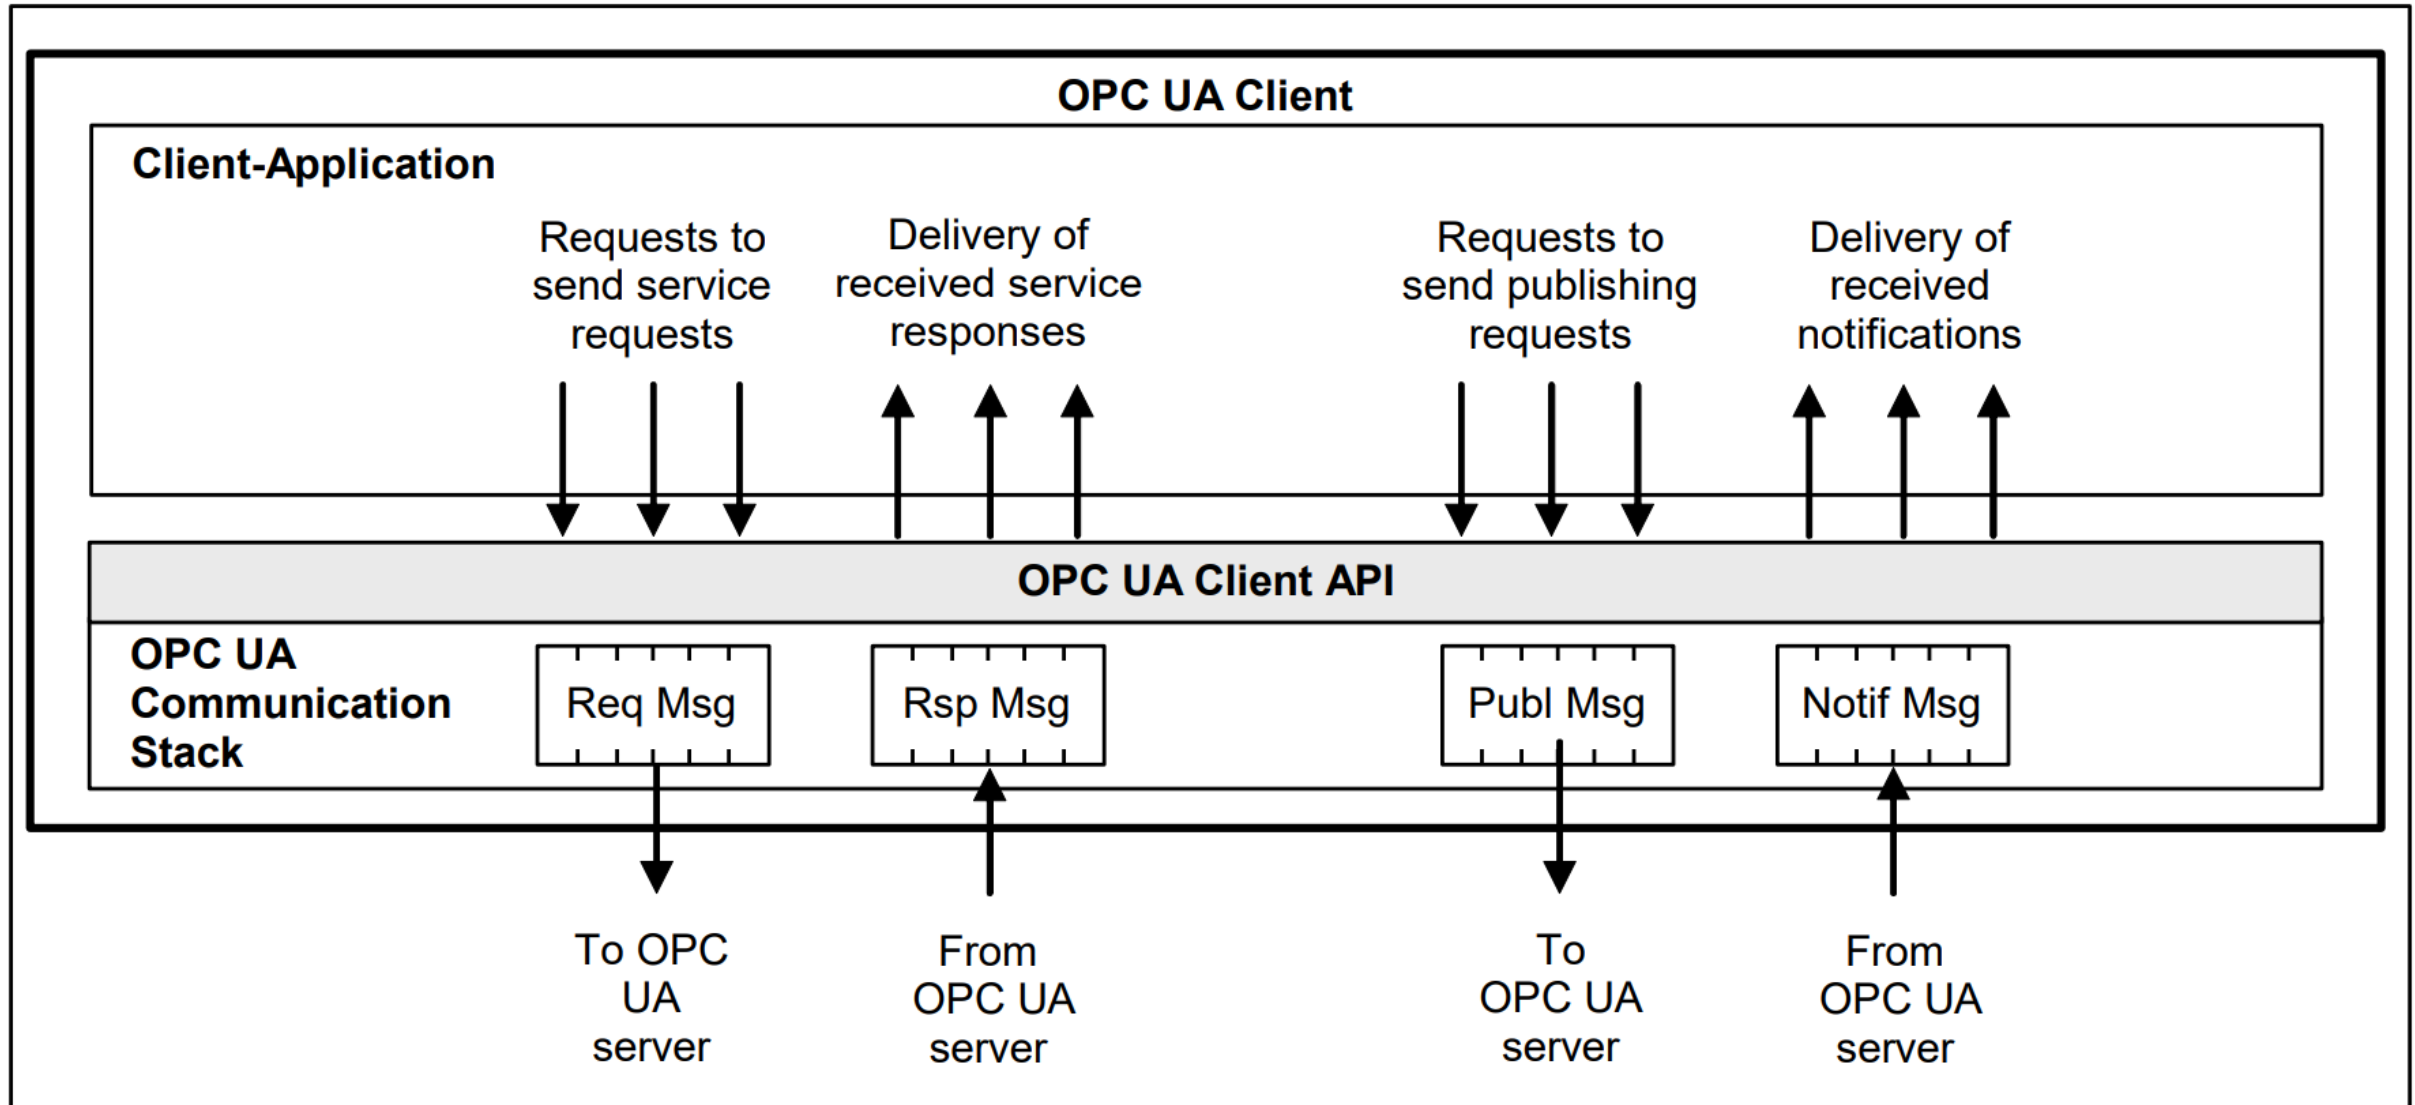 OPC UA Client
Client-Application
Requests to
send service
requests
Delivery of
received service
responses
Requests to
send publishing
requests
Delivery of
received
notifications
OPC UA Client API
OPC UA
Communication
Stack
Req Msg
Rsp Msg
Publ Msg
Notif Msg
To OPC
UA
server
From
OPC UA
server
To
OPC UA
server
From
OPC UA
server